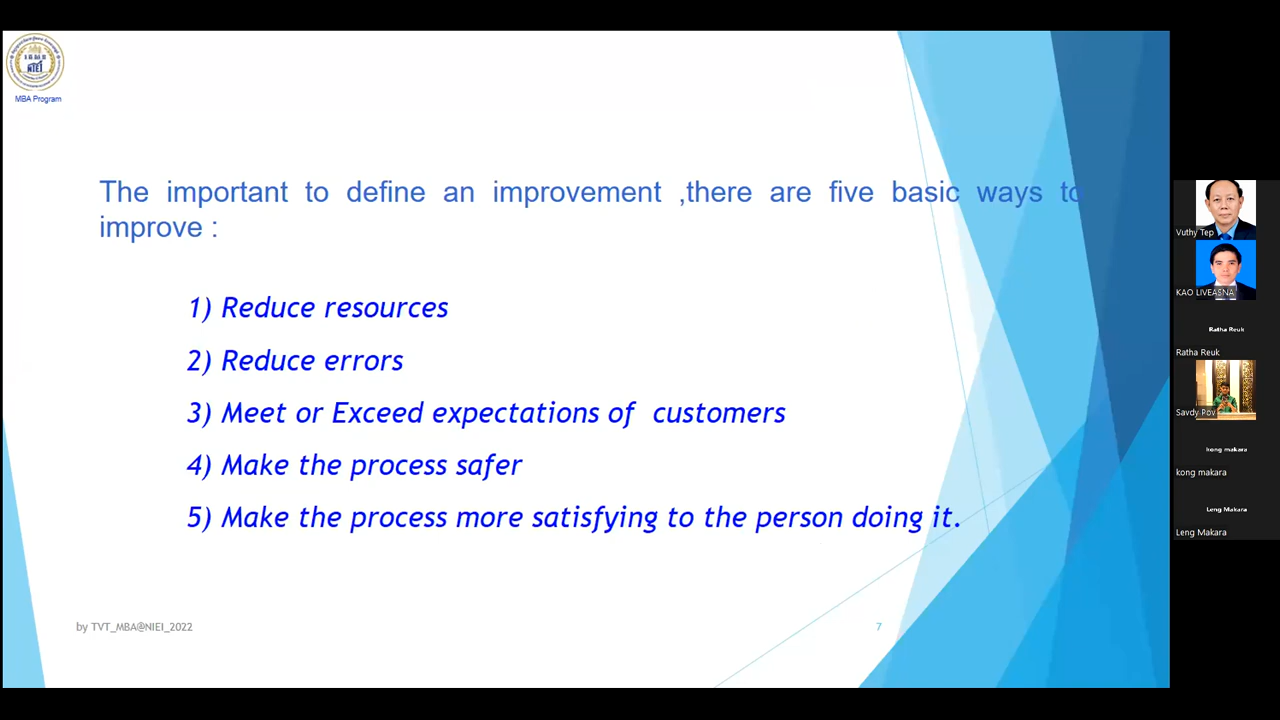 NIEI
MBA Program
The important to define an improvement ,there are five basic ways to
improve :
1) Reduce resources
2) Reduce errors
3) Meet or Exceed expectations of customers
4) Make the process safer
5) Make the process more satisfying to the person doing it.
by TVT_MBA@NIEI_2022
7
Vuthy Tep
KAO LIVEASNA
Ratha Reuk
Ratha Reuk
Savdy Pov
kong makara
kong makara
Leng Makara
Leng Makara